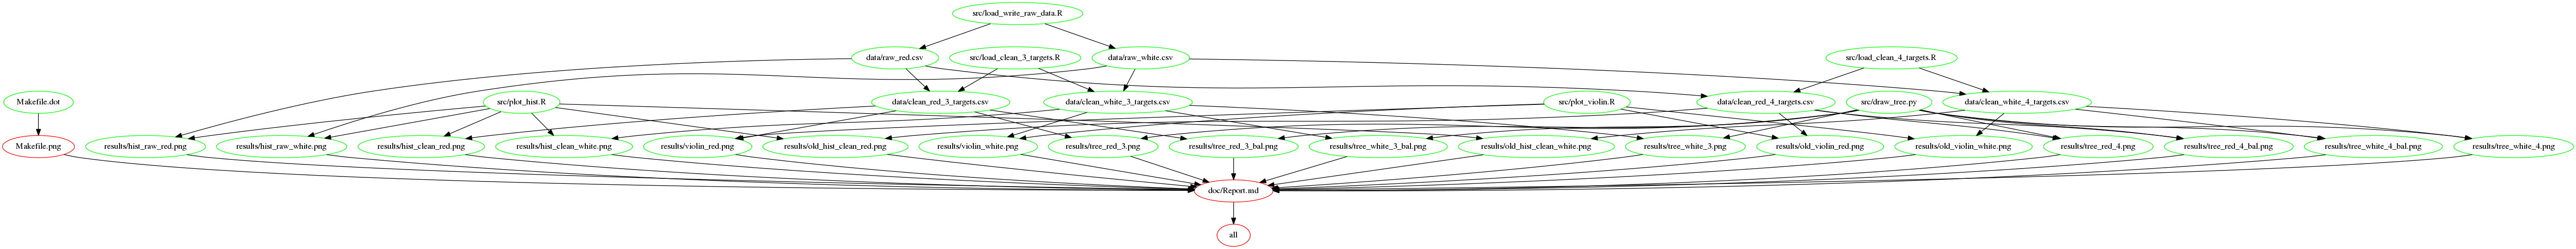 src/load_write_raw_data.R
data/raw_red.csv
src/load_clean_3_targets.R
data/raw_white.csv
src/load_clean_4_targets.R
Makefile.dot
src/plot_hist.R
data/clean_red_3_targets.csv
data/clean_white_3_targets.csv
src/plot_violin.R
data/clean_red_4_targets.csv
src/draw_tree.py
data/clean_white_4_targets.csv
Makefile.png
results/hist_raw_red.png
results/hist_raw_white.png
results/hist_clean_red.png
results/hist_clean_white.png
results/violin_red.png
results/old_hist_clean_red.png
results/violin_white.png
results/tree_red_3.png
results/tree_red_3_bal.png
results/tree_white_3_bal.png
results/old_hist_clean_white.png
results/tree_white_3.png
results/old_violin_red.png
results/old_violin_white.png
results/tree_red_4.png
results/tree_red_4_bal.png
results/tree_white_4_bal.png
results/tree_white_4.png
doc/Report.md
all